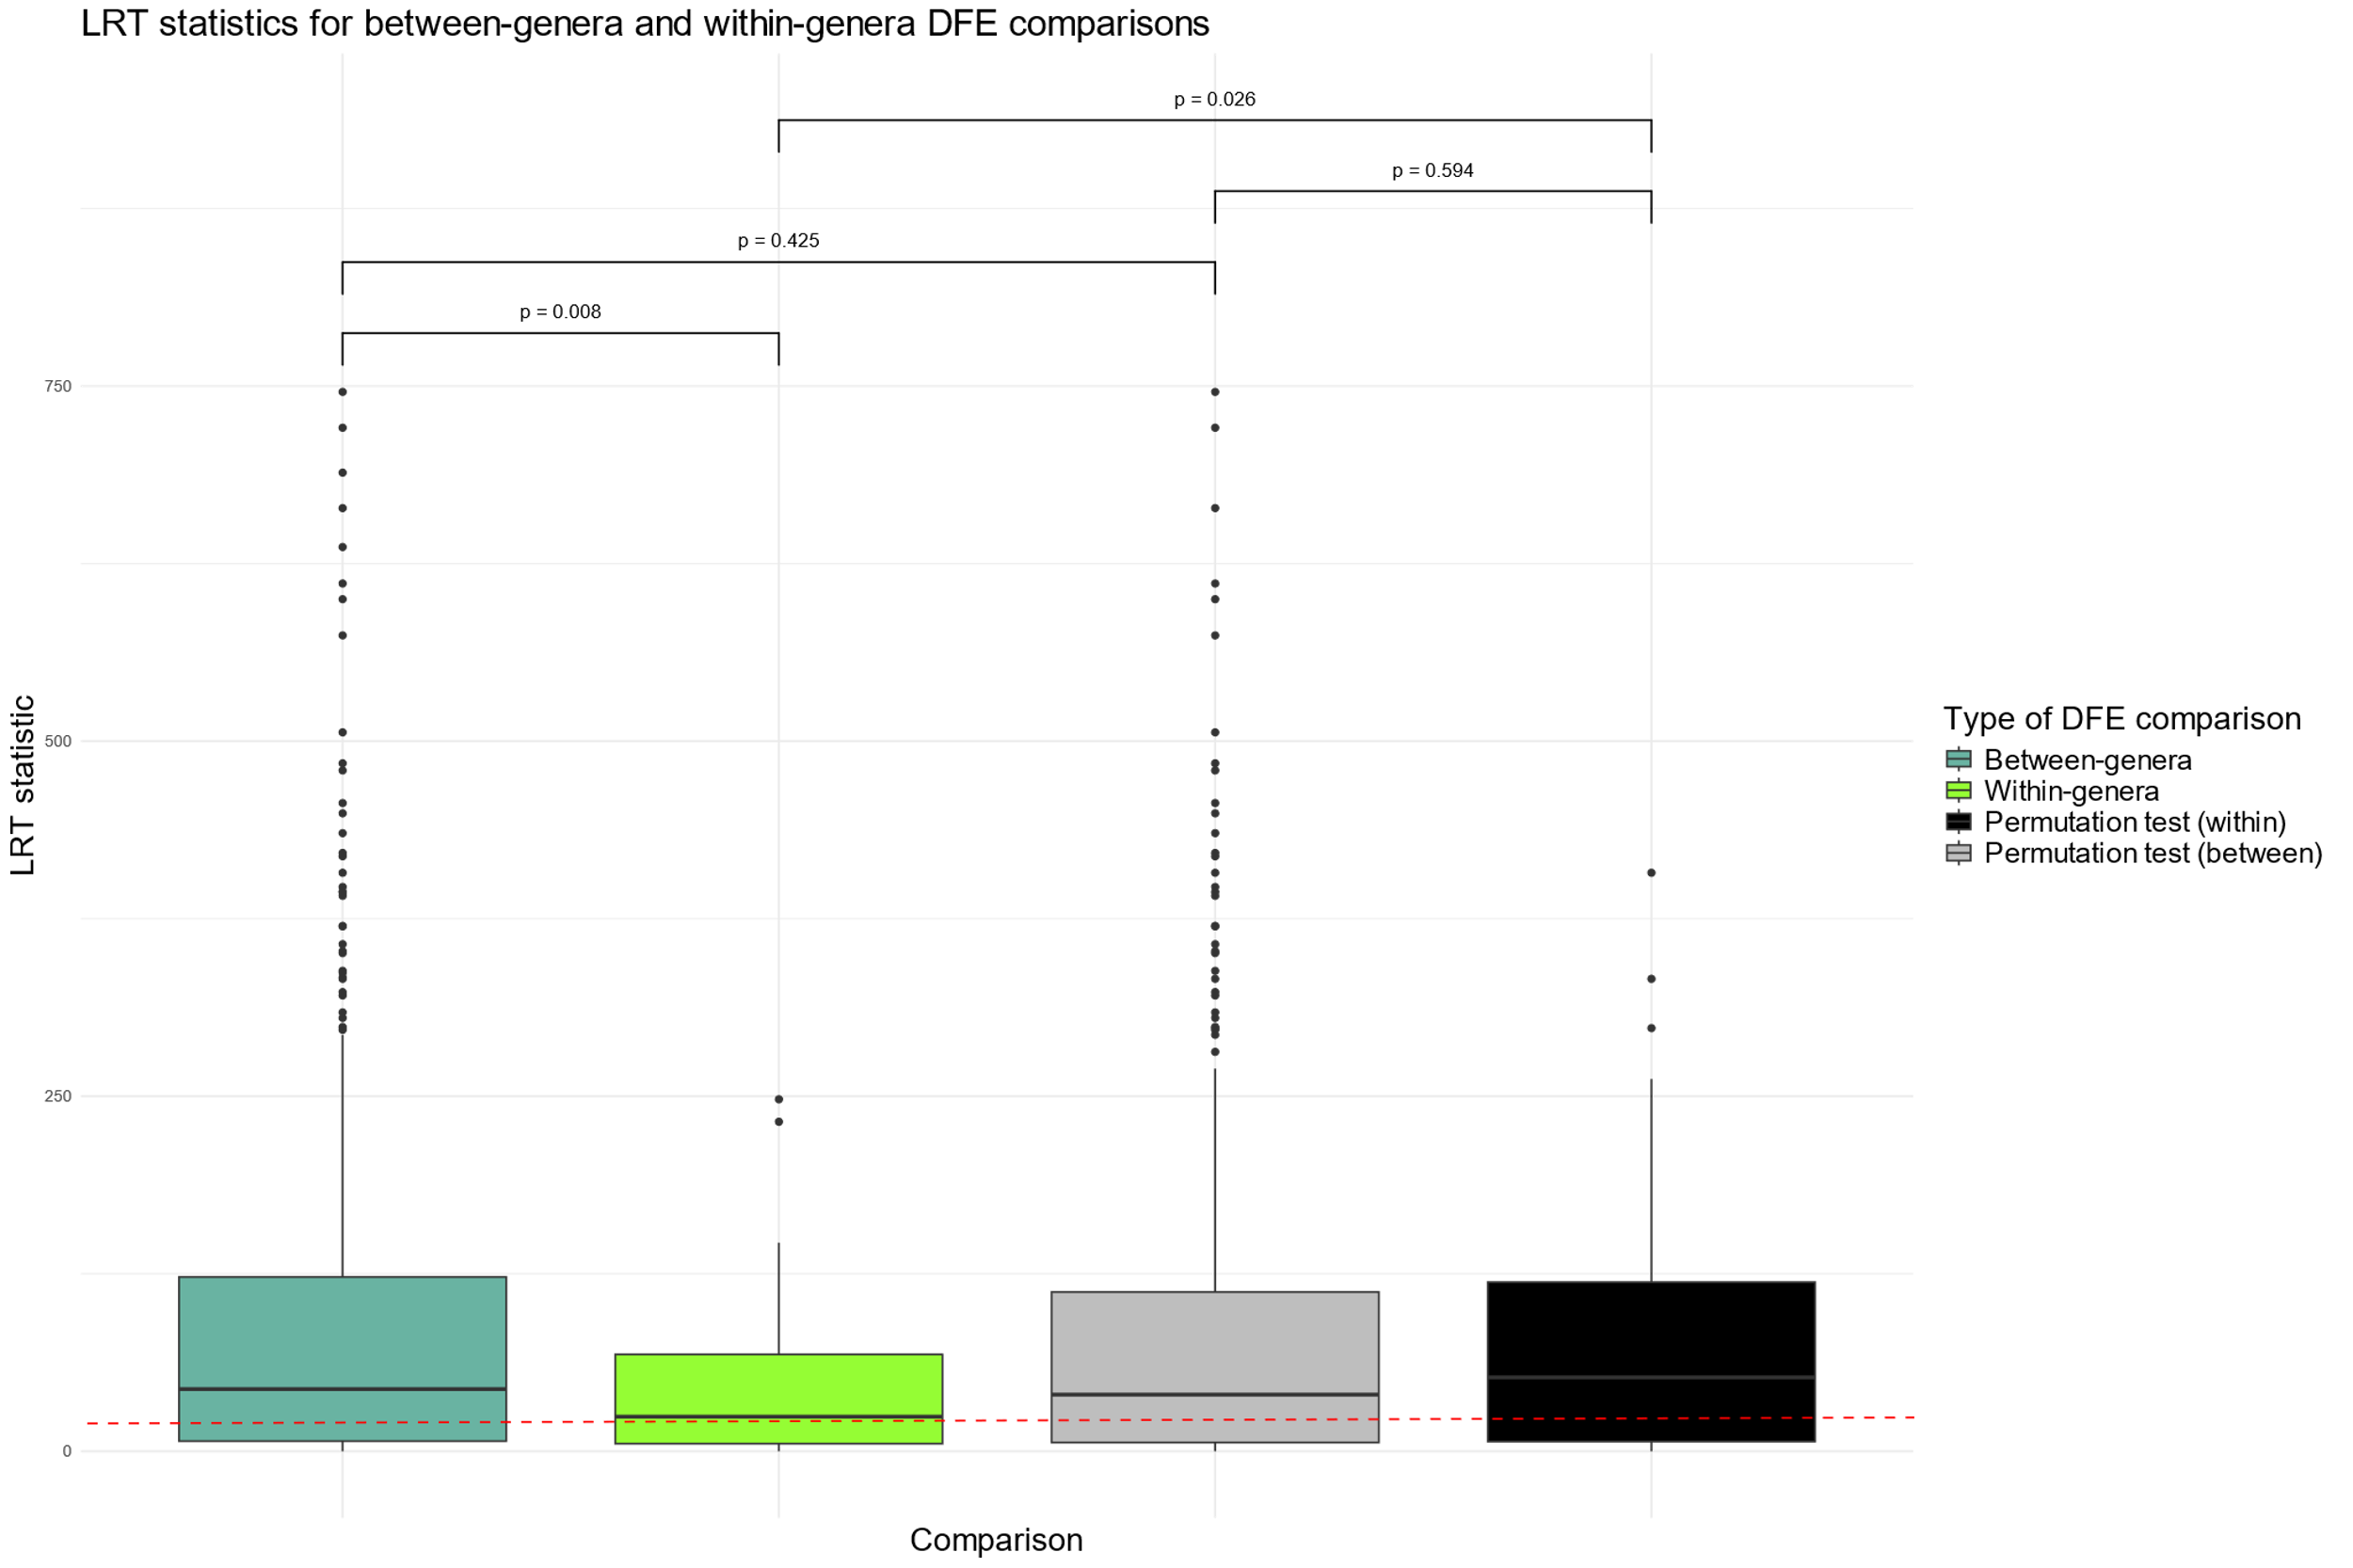 LRT statistics for between-genera and within-genera DFE comparisons
p = 0.026
p = 0.594
p = 0.425
p = 0.008
750
500
250
0
LRT statistic
Comparison
Type of DFE comparison
Between-genera
Within-genera
Permutation test (within)
Permutation test (between)